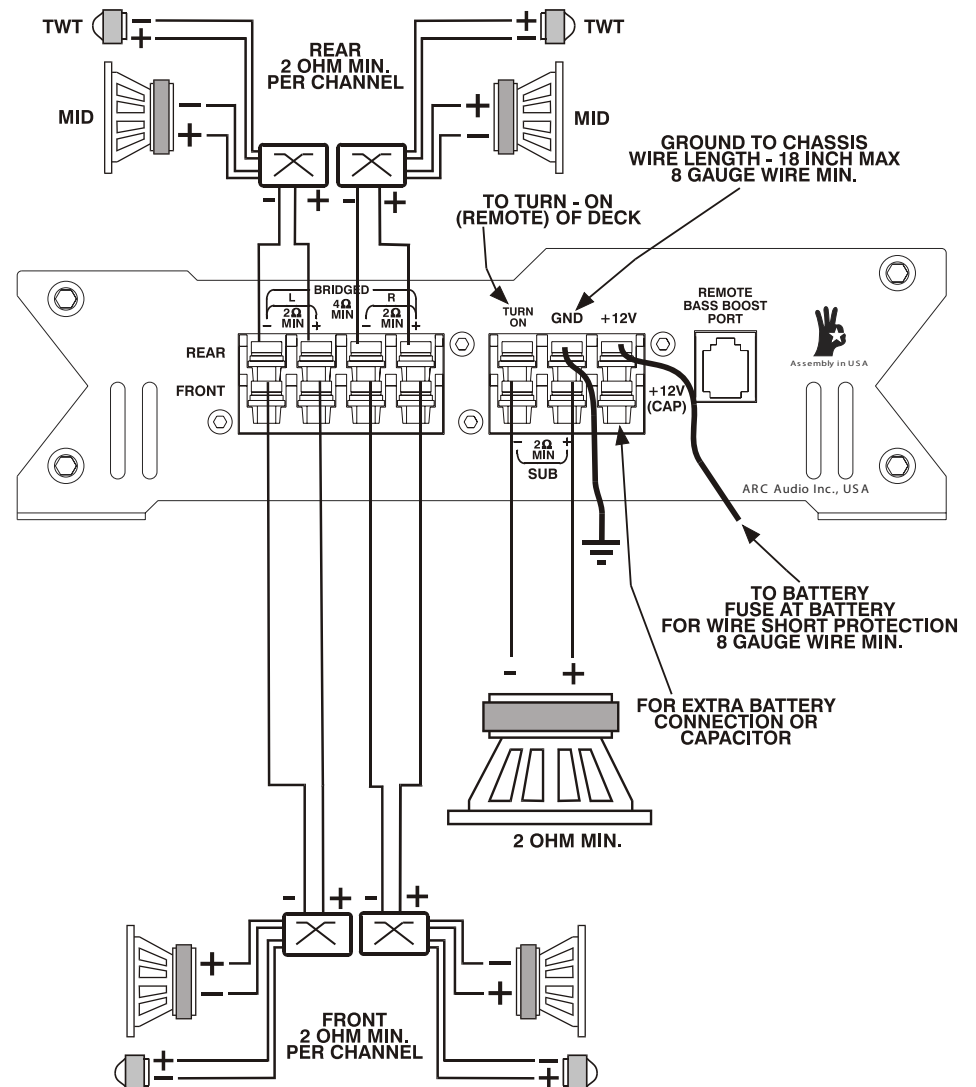 TWT - +
+ - TWT
REAR
2 OHM MIN.
PER CHANNEL
MID - +
+ - MID
GROUND TO CHASSIS
WIRE LENGTH - 18 INCH MAX
8 GAUGE WIRE MIN.
TO TURN - ON
(REMOTE) OF DECK
- + - +
BRIDGED
L 4Ω R
MIN
- 2Ω + - 2Ω +
MIN MIN
TURN
ON
GND
+12V
REMOTE
BASS BOOST
PORT
Assembly in USA
REAR
FRONT
+12V
(CAP)
- 2Ω +
MIN
SUB
ARC Audio Inc., USA
TO BATTERY
FUSE AT BATTERY
FOR WIRE SHORT PROTECTION
8 GAUGE WIRE MIN.
- +
FOR EXTRA BATTERY
CONNECTION OR
CAPACITOR
2 OHM MIN.
- + - +
+ -
- +
FRONT
2 OHM MIN.
PER CHANNEL
+ -
- +